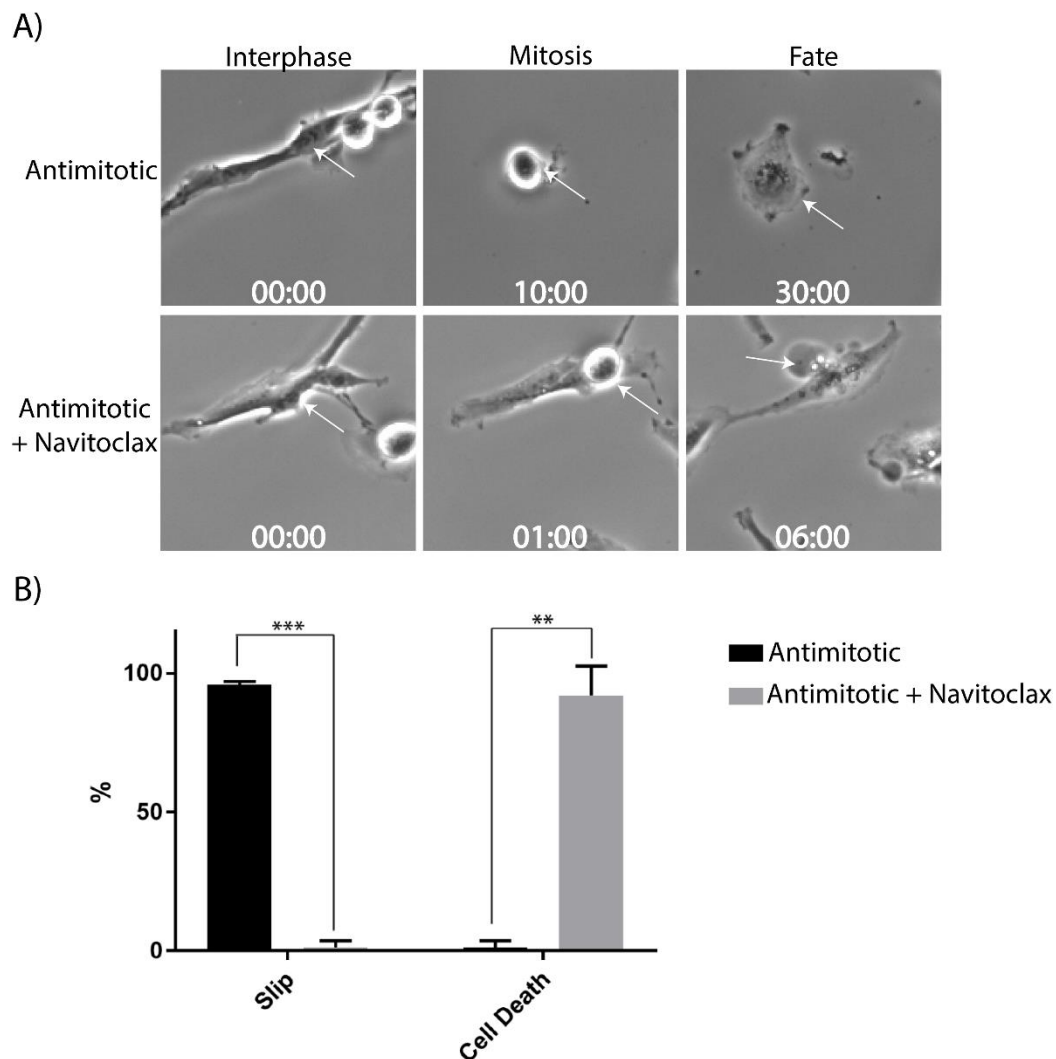 A)
Interphase
Mitosis
Fate
Antimitotic
00:00
10:00
30:00
Antimitotic
+ Navitoclax
00:00
01:00
06:00
B)
***
**
Antimitotic
Antimitotic + Navitoclax
100
50
0
%
Slip
Cell Death